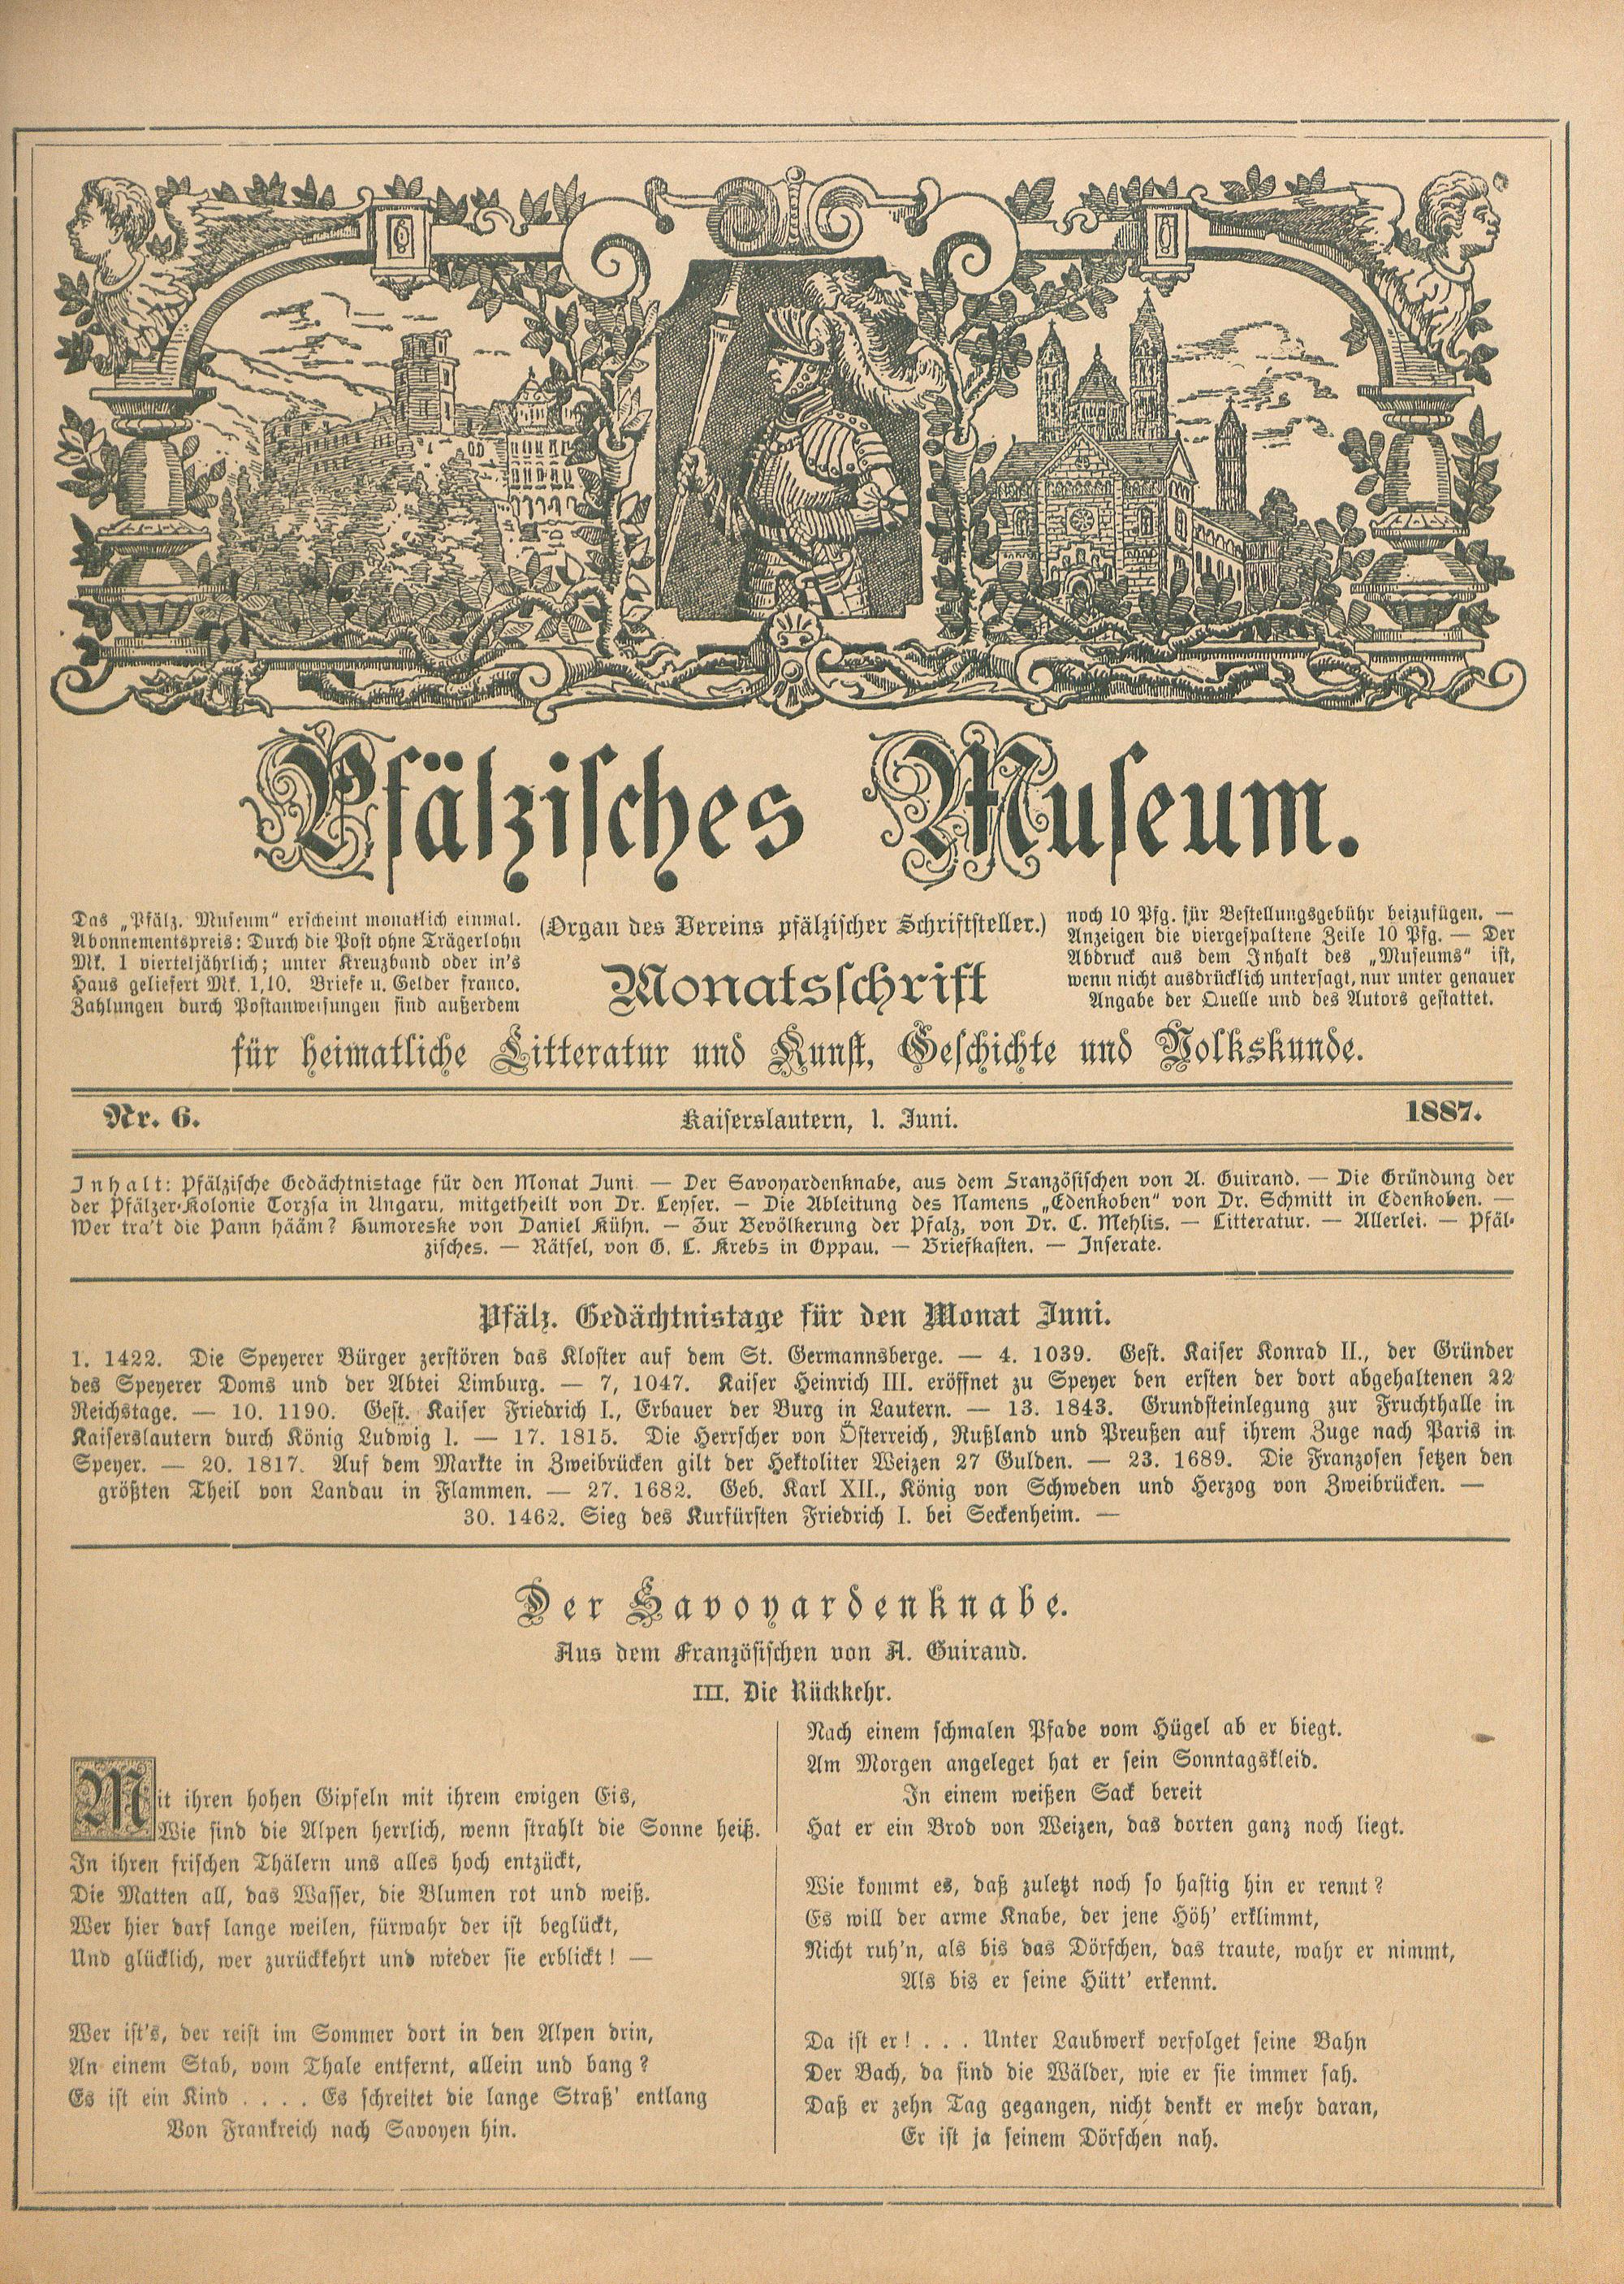 Pfälzisches Museum.
Das „Pfälz. Museum“ erscheint monatlich einmal.
Abonnementspreis: Durch die Post ohne Trägerlohn
Mk. 1 vierteljährlich; unter Kreuzband oder in's
Haus geliefert Mk. 1,10. Briefe u. Gelder franco.
Zahlungen durch Postanweisungen sind außerdem
(Organ des Vereins pfälzischer Schriftsteller.)
Monatsschrift
noch 10 Pfg. für Bestellungsgebühr beizufügen. —
Anzeigen die viergespaltene Zeile 10 Pfg. — Der
Abdruck aus dem Inhalt des „Museums“ ist,
wenn nicht ausdrücklich untersagt, nur unter genauer
Angabe der Quelle und des Autors gestattet.
für heimatliche Litteratur und Kunst, Geschichte und Volkskunde.
Nr. 6.
Kaiserslautern, 1. Juni.
1887.
Inhalt: Pfälzische Gedächtnistage für den Monat Juni — Der Savoyardenknabe, aus dem Französischen von A. Guirand. — Die Gründung der
der Pfälzer-Kolonie Torzsa in Ungarn, mitgetheilt von Dr. Leyser. — Die Ableitung des Namens „Edenkoben“ von Dr. Schmitt in Edenkoben. —
Wer tra't die Pann hääm? Humoreske von Daniel Kühn. — Zur Bevölkerung der Pfalz, von Dr. C. Mehlis. — Litteratur. — Allerlei. — Pfäl-
zisches. — Rätsel, von G. L. Krebs in Oppau. — Briefkasten. — Inserate.
Pfälz. Gedächtnistage für den Monat Juni.
1. 1422. Die Speyerer Bürger zerstören das Kloster auf dem St. Germannsberge. — 4. 1039. Gest. Kaiser Konrad II., der Gründer
des Speyerer Doms und der Abtei Limburg. — 7, 1047. Kaiser Heinrich III. eröffnet zu Speyer den ersten der dort abgehaltenen 22
Reichstage. — 10. 1190. Gest. Kaiser Friedrich I., Erbauer der Burg in Lautern. — 13. 1843. Grundsteinlegung zur Fruchthalle in
Kaiserslautern durch König Ludwig I. — 17. 1815. Die Herrscher von Österreich, Rußland und Preußen auf ihrem Zuge nach Paris in
Speyer. — 20. 1817. Auf dem Markte in Zweibrücken gilt der Hektoliter Weizen 27 Gulden. — 23. 1689. Die Franzosen setzen den
größten Theil von Landau in Flammen. — 27. 1682. Geb. Karl XII., König von Schweden und Herzog von Zweibrücken. —
30. 1462. Sieg des Kurfürsten Friedrich I. bei Seckenheim. —
Der Savoyardenknabe.
Aus dem Französischen von A. Guirand.
III. Die Rückkehr.
Mit ihren hohen Gipfeln mit ihrem ewigen Eis,
Wie sind die Alpen herrlich, wenn strahlt die Sonne heiß.
In ihren frischen Thälern uns alles hoch entzückt,
Die Matten all, das Wasser, die Blumen rot und weiß.
Wer hier darf lange weilen, fürwahr der ist beglückt,
Und glücklich, wer zurückkehrt und wieder sie erblickt! —
Wer ist's, der reist im Sommer dort in den Alpen drin,
An einem Stab, vom Thale entfernt, allein und bang?
Es ist ein Kind . . . . Es schreitet die lange Straß' entlang
Von Frankreich nach Savoyen hin.
Nach einem schmalen Pfade vom Hügel ab er biegt.
Am Morgen angeleget hat er sein Sonntagskleid.
In einem weißen Sack bereit
Hat er ein Brod von Weizen, das dorten ganz noch liegt.
Wie kommt es, daß zuletzt noch so hastig hin er rennt?
Es will der arme Knabe, der jene Höh' erklimmt,
Nicht ruh'n, als bis das Dörfchen, das traute, wahr er nimmt,
Als bis er seine Hütt' erkennt.
Da ist er! . . . Unter Laubwerk verfolget seine Bahn
Der Bach, da sind die Wälder, wie er sie immer sah.
Daß er zehn Tag gegangen, nicht denkt er mehr daran,
Er ist ja seinem Dörfchen nah.